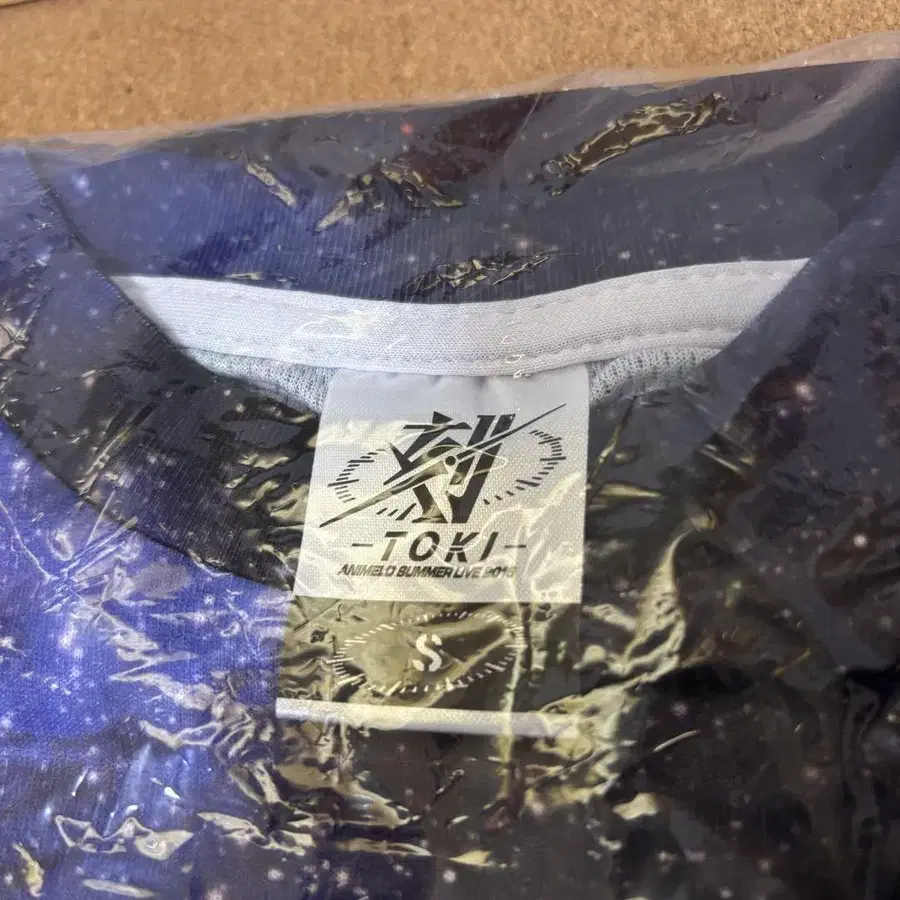 刻
-TOKI-
ANIMELO SUMMER LIVE 2016
S